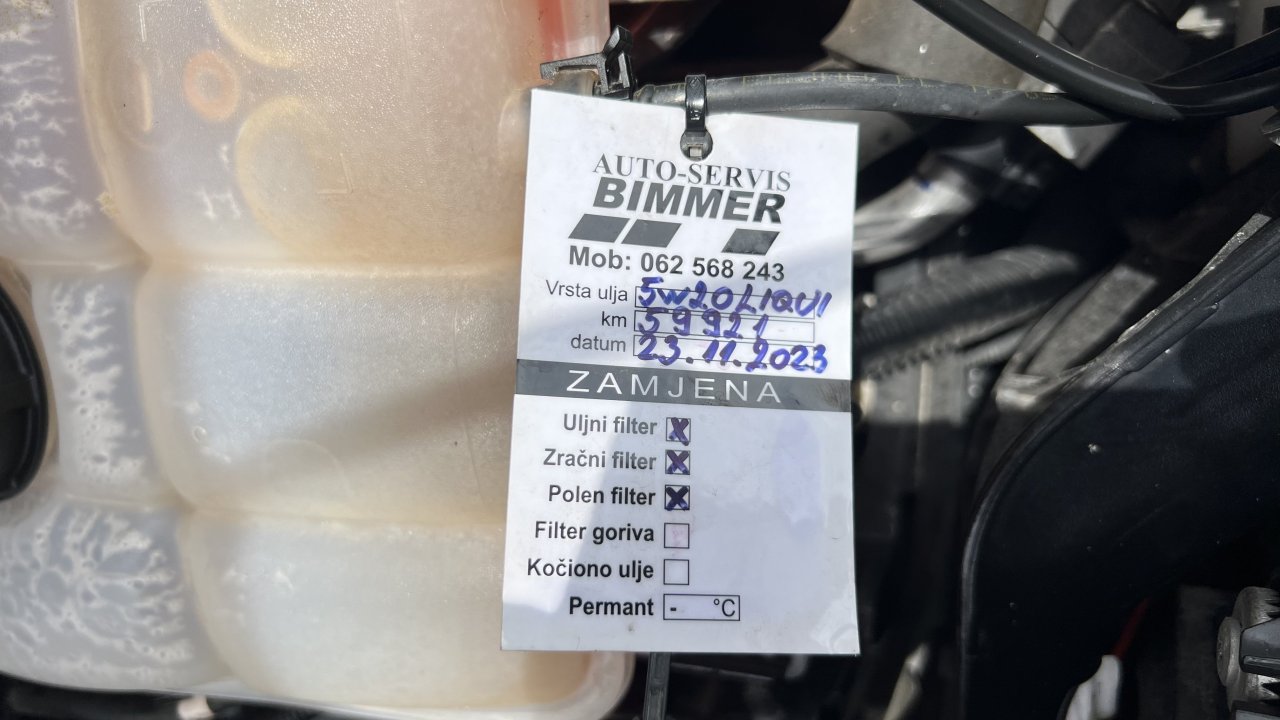 AUTO-SERVIS
BIMMER
Mob: 062 568 243
Vrsta ulja 5W20 LIQUI
km 59921
datum 23.11.2023
ZAMJENA
Uljni filter X
Zračni filter X
Polen filter X
Filter goriva
Kočiono ulje
Permant - °C